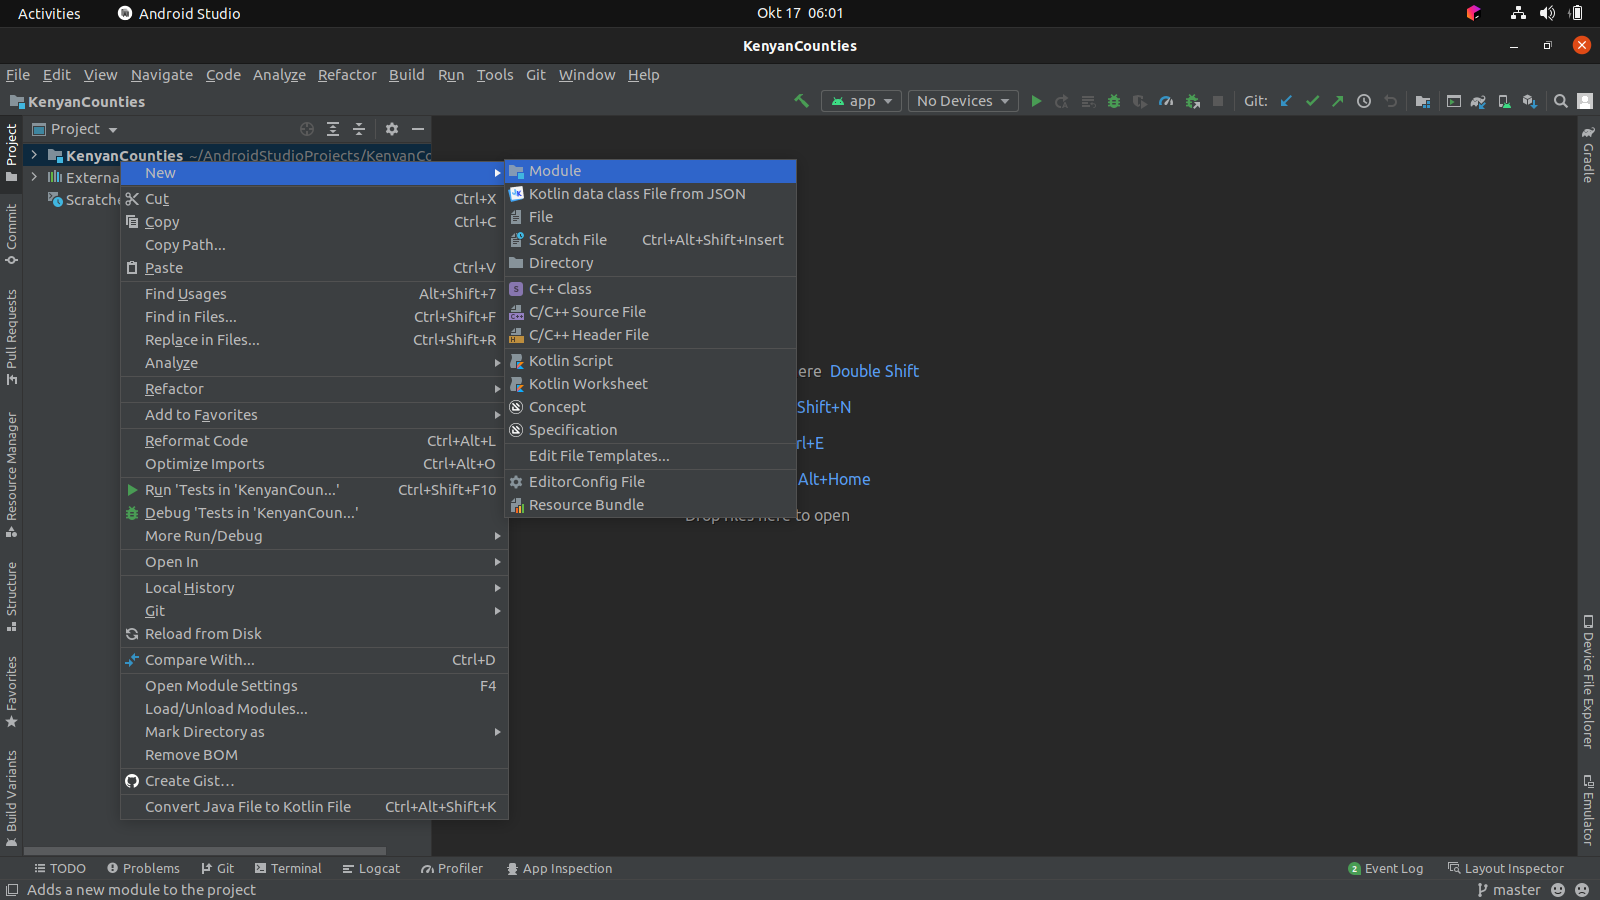 Activities
Android Studio
Okt 17 06:01
KenyanCounties
File Edit View Navigate Code Analyze Refactor Build Run Tools Git Window Help
KenyanCounties
app
No Devices
Git:
Project
KenyanCounties ~/AndroidStudioProjects/KenyanCo
Externa
Scratche
New
Cut Ctrl+X
Copy Ctrl+C
Copy Path...
Paste Ctrl+V
Find Usages Alt+Shift+7
Find in Files... Ctrl+Shift+F
Replace in Files... Ctrl+Shift+R
Analyze
Refactor
Add to Favorites
Reformat Code Ctrl+Alt+L
Optimize Imports Ctrl+Alt+O
Run 'Tests in 'KenyanCoun...' Ctrl+Shift+F10
Debug 'Tests in 'KenyanCoun...'
More Run/Debug
Open In
Local History
Git
Reload from Disk
Compare With... Ctrl+D
Open Module Settings F4
Load/Unload Modules...
Mark Directory as
Remove BOM
Create Gist...
Convert Java File to Kotlin File Ctrl+Alt+Shift+K
Module
Kotlin data class File from JSON
File
Scratch File Ctrl+Alt+Shift+Insert
Directory
C++ Class
C/C++ Source File
C/C++ Header File
Kotlin Script
Kotlin Worksheet
Concept
Specification
Edit File Templates...
EditorConfig File
Resource Bundle
ere Double Shift
Shift+N
rl+E
Alt+Home
Drop files here to open
Project
Commit
Pull Requests
Resource Manager
Structure
Favorites
Build Variants
Gradle
Device File Explorer
Emulator
TODO
Problems
Git
Terminal
Logcat
Profiler
App Inspection
2 Event Log
Layout Inspector
Adds a new module to the project
master